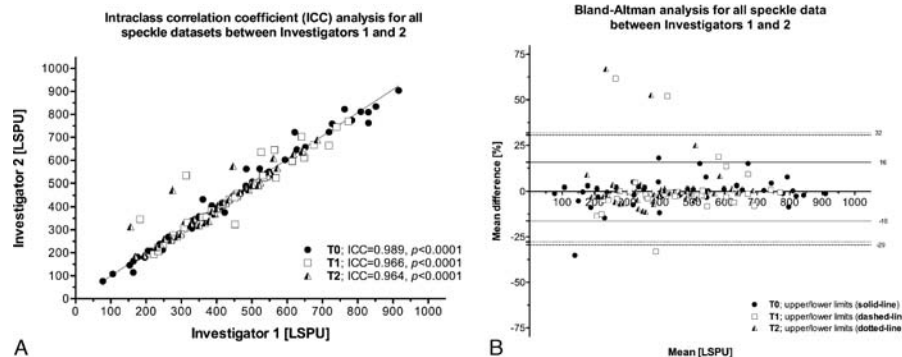 Intraclass correlation coefficient (ICC) analysis for all
speckle datasets between Investigators 1 and 2
Investigator 2 [LSPU]
1000
900
800
700
600
500
400
300
200
100
0
0 100 200 300 400 500 600 700 800 900 1000
T0; ICC=0.989, p<0.0001
T1; ICC=0.966, p<0.0001
T2; ICC=0.964, p<0.0001
Investigator 1 [LSPU]
A
Bland-Altman analysis for all speckle data
between Investigators 1 and 2
Mean difference [%]
75
50
25
0
-25
-50
-75
100 200 300 400 500 600 700 800 900 1000
32
16
-29
T0; upper/lower limits (solid-line)
T1; upper/lower limits (dashed-lin
T2; upper/lower limits (dotted-line
Mean [LSPU]
B